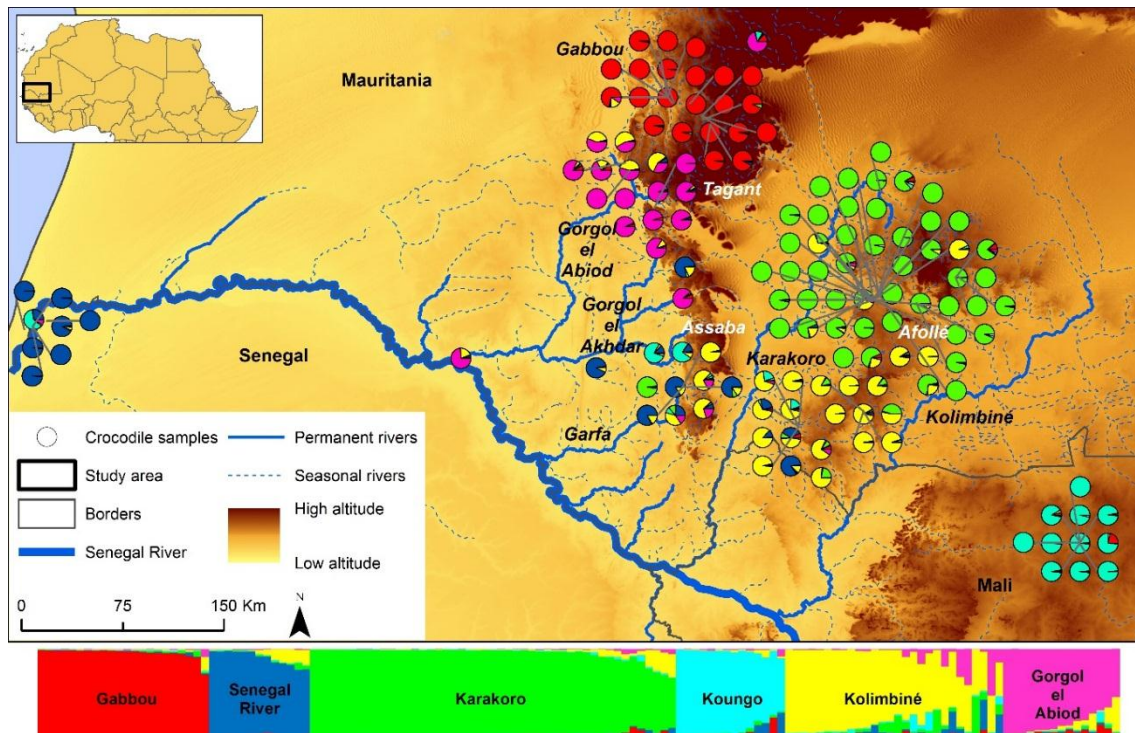 Gabbou
Mauritania
Tagant
Gorgol
el
Abiod
Gorgol
el
Akhdar
Assaba
Afollé
Senegal
Karakoro
Kolimbiné
Garfa
Mali
Crocodile samples
Permanent rivers
Study area
Seasonal rivers
Borders
High altitude
Senegal River
Low altitude
0 75 150 Km
N
Gabbou
Senegal
River
Karakoro
Koungo
Kolimbiné
Gorgol
el
Abiod